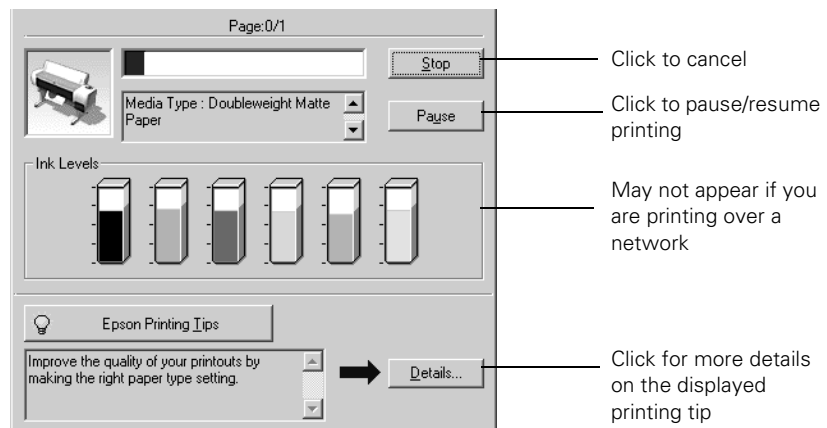 Page:0/1
Stop
Click to cancel
Media Type : Doubleweight Matte
Paper
Pause
Click to pause/resume
printing
Ink Levels
May not appear if you
are printing over a
network
Epson Printing Tips
Improve the quality of your printouts by
making the right paper type setting.
Details...
Click for more details
on the displayed
printing tip